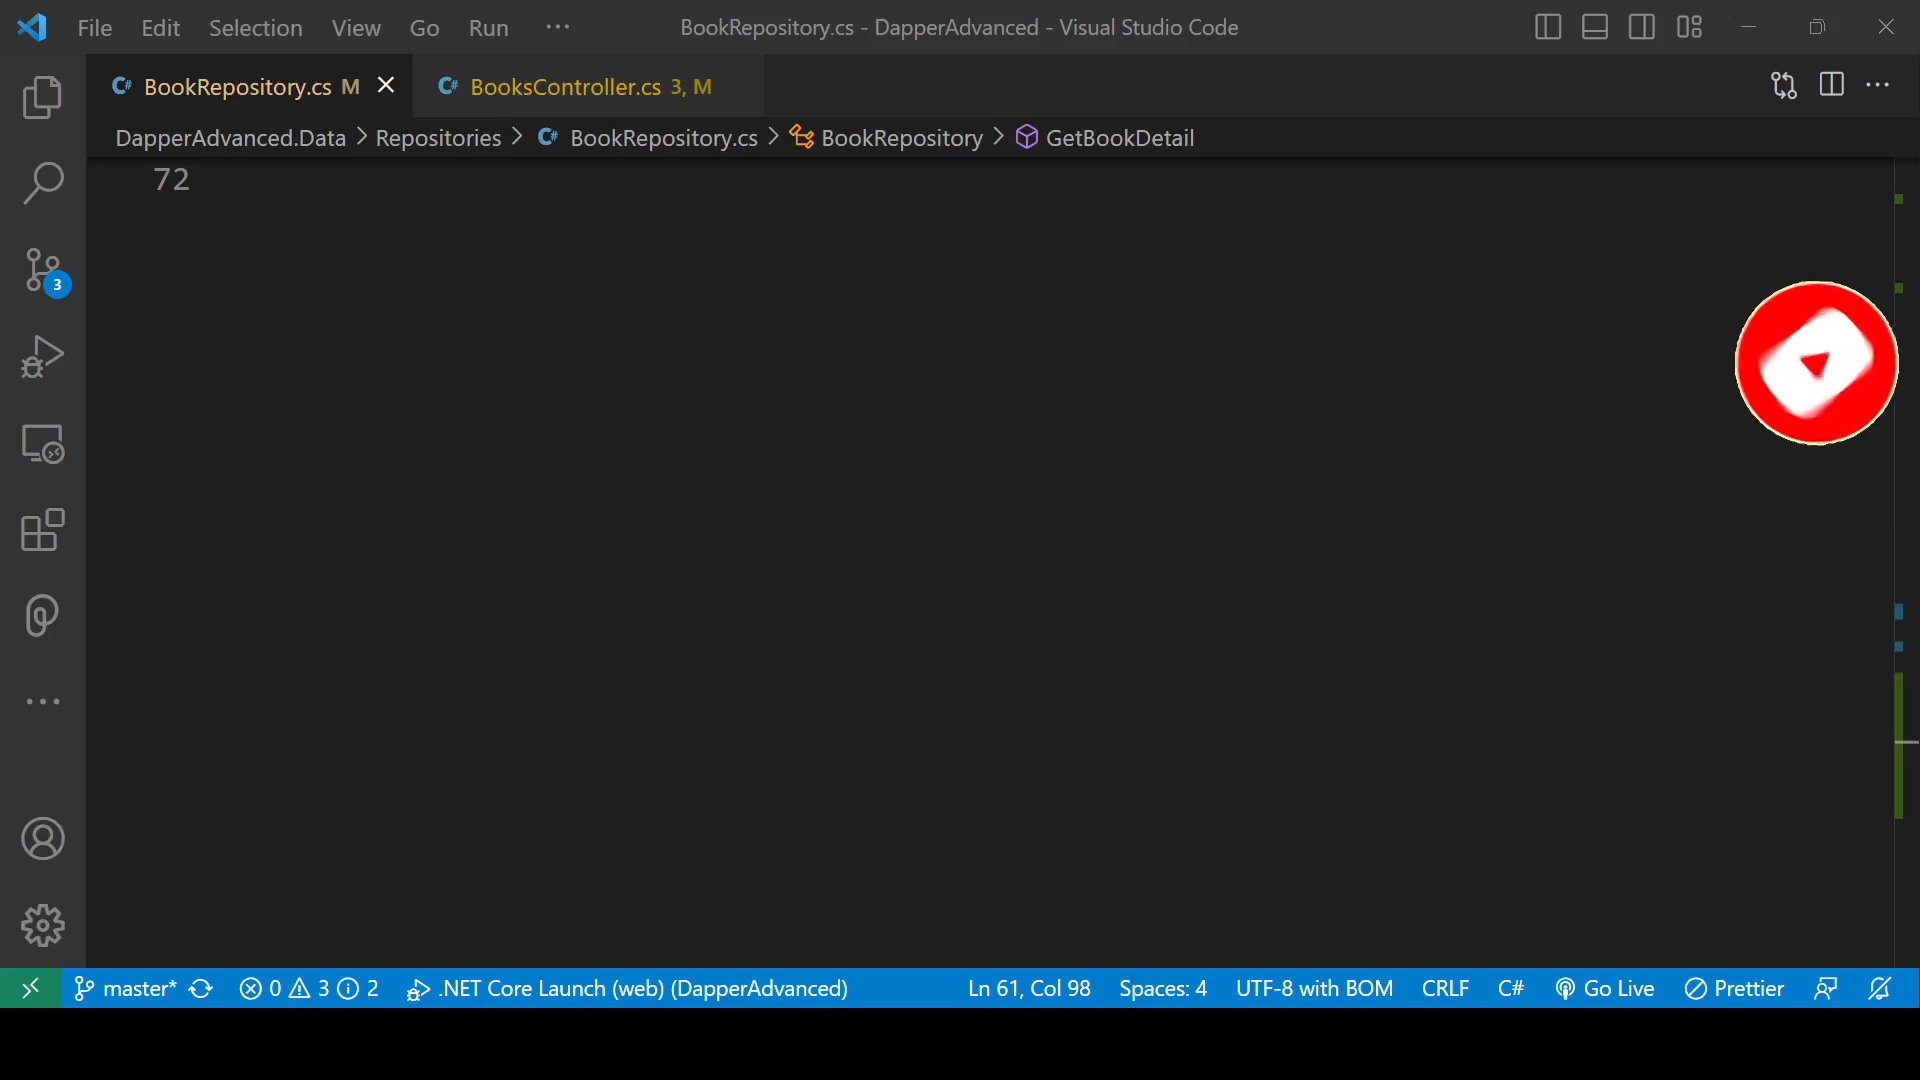 File Edit Selection View Go Run ··· BookRepository.cs - DapperAdvanced - Visual Studio Code
C# BookRepository.cs M C# BooksController.cs 3, M
DapperAdvanced.Data > Repositories > C# BookRepository.cs > BookRepository > GetBookDetail
72
3
master* 0 3 2 .NET Core Launch (web) (DapperAdvanced) Ln 61, Col 98 Spaces: 4 UTF-8 with BOM CRLF C# Go Live Prettier